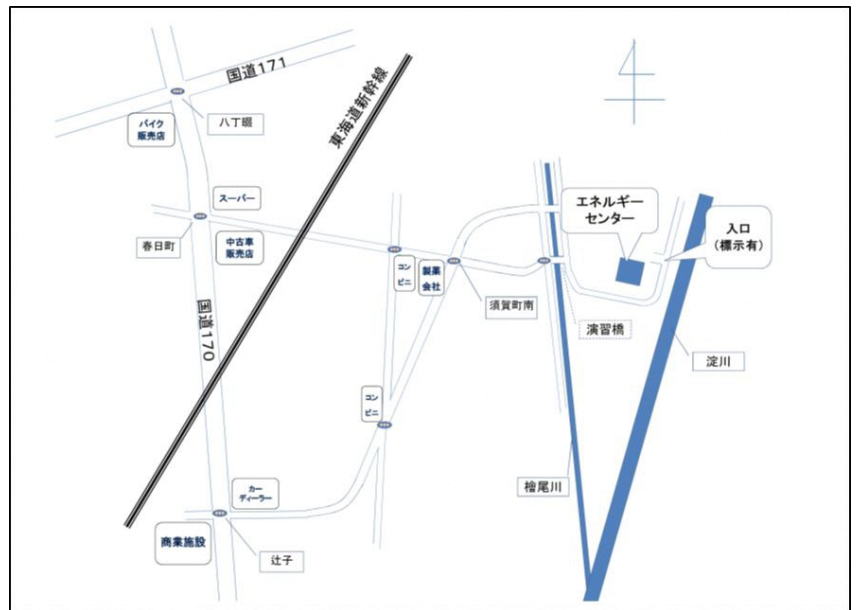 国道171
東海道新幹線
八丁畷
バイク
販売店
スーパー
エネルギー
センター
入口
(標示有)
春日町
中古車
販売店
コン
ビニ
製薬
会社
須賀町南
国道170
演習橋
淀川
コン
ビニ
檜尾川
カー
ディーラー
商業施設
辻子